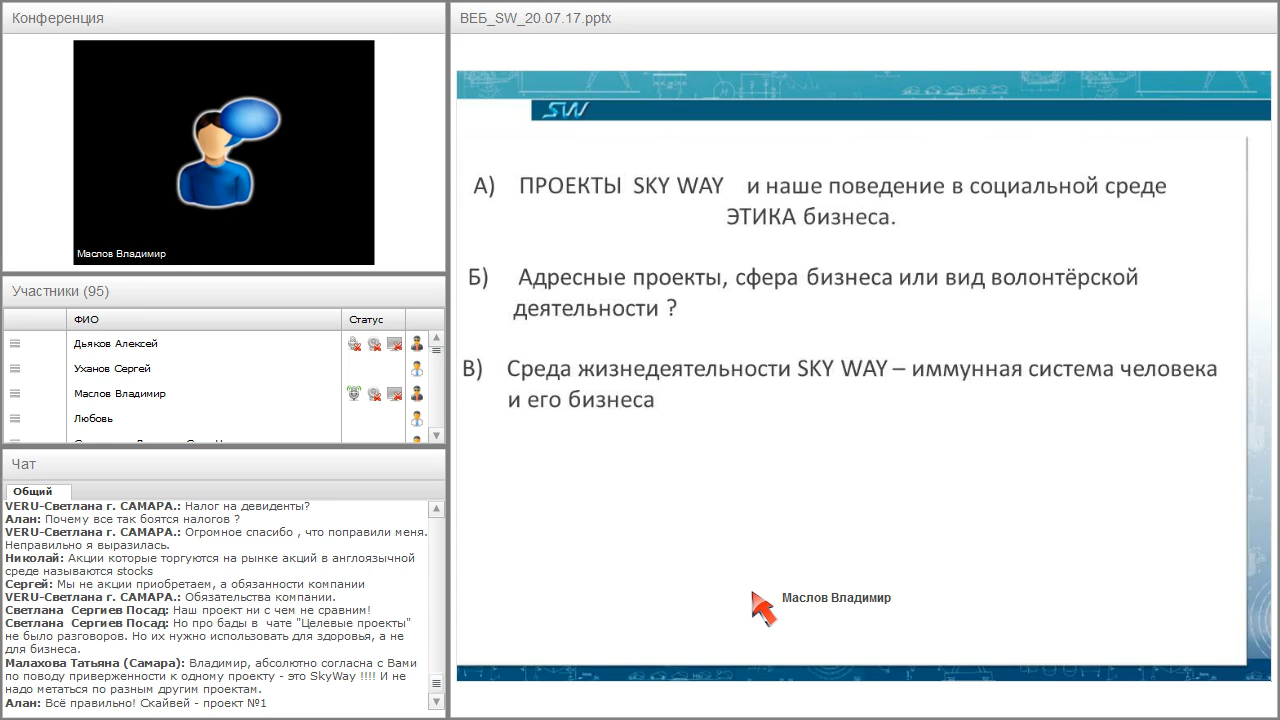 Конференция
Маслов Владимир
Участники (95)
ФИО Статус
Дьяков Алексей
Уханов Сергей
Маслов Владимир
Любовь
Чат
Общий
VERU-Светлана г. САМАРА.: Налог на девиденты?
Алан: Почему все так боятся налогов ?
VERU-Светлана г. САМАРА.: Огромное спасибо , что поправили меня.
Неправильно я выразилась.
Николай: Акции которые торгуются на рынке акций в англоязычной
среде называются stocks
Сергей: Мы не акции приобретаем, а обязанности компании
VERU-Светлана г. САМАРА.: Обязательства компании.
Светлана Сергиев Посад: Наш проект ни с чем не сравним!
Светлана Сергиев Посад: Но про бады в чате "Целевые проекты"
не было разговоров. Но их нужно использовать для здоровья, а не
для бизнеса.
Малахова Татьяна (Самара): Владимир, абсолютно согласна с Вами
по поводу приверженности к одному проекту - это SkyWay !!!! И не
надо метаться по разным другим проектам.
Алан: Всё правильно! Скайвей - проект №1
ВЕБ_SW_20.07.17.pptx
SW
А) ПРОЕКТЫ SKY WAY и наше поведение в социальной среде
ЭТИКА бизнеса.
Б) Адресные проекты, сфера бизнеса или вид волонтёрской
деятельности ?
В) Среда жизнедеятельности SKY WAY – иммунная система человека
и его бизнеса
Маслов Владимир